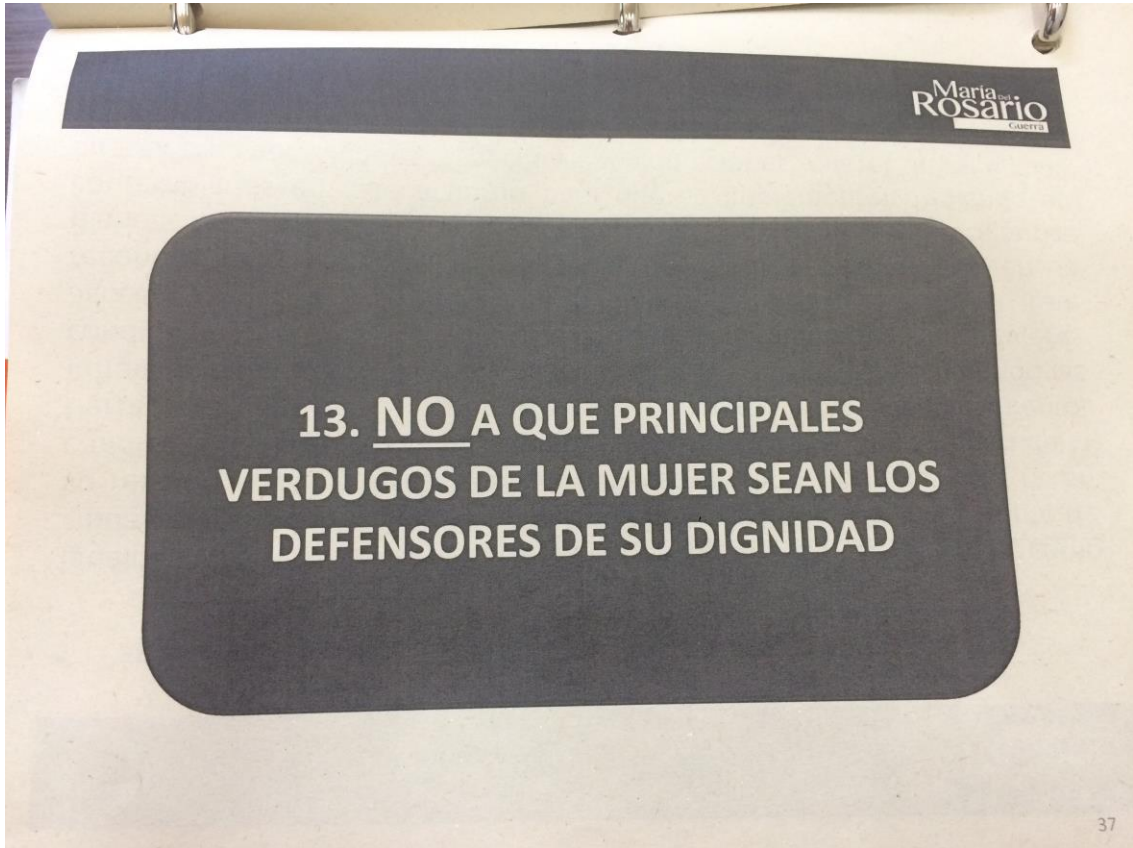 María Del
Rosario
Guerra
13. NO A QUE PRINCIPALES
VERDUGOS DE LA MUJER SEAN LOS
DEFENSORES DE SU DIGNIDAD
37